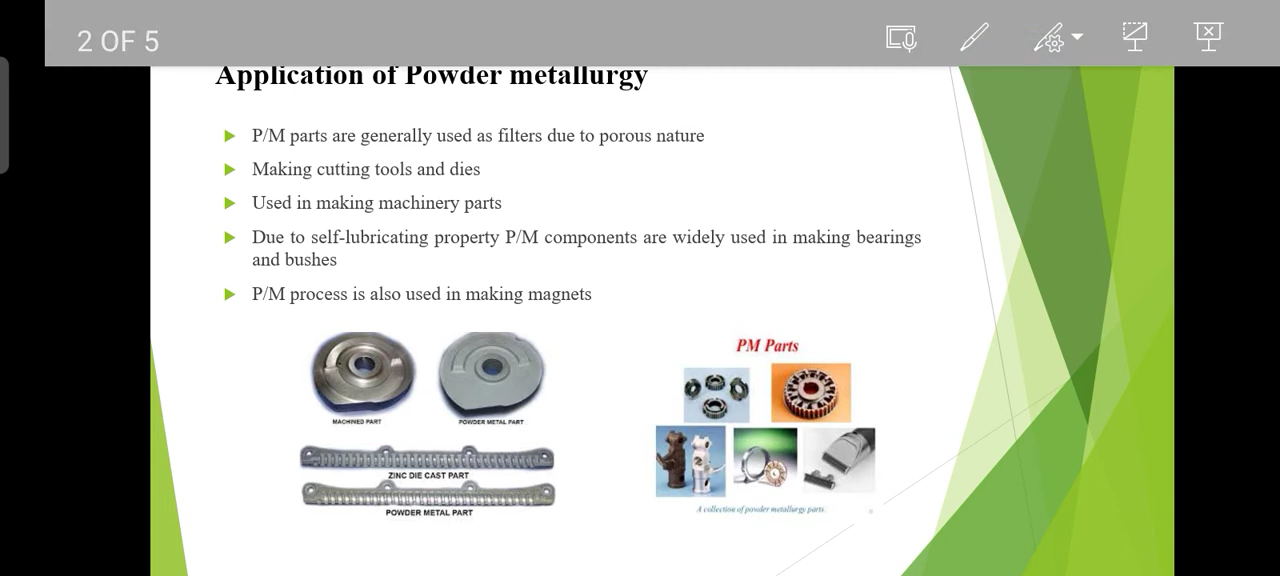 2 OF 5
Application of Powder metallurgy
P/M parts are generally used as filters due to porous nature
Making cutting tools and dies
Used in making machinery parts
Due to self-lubricating property P/M components are widely used in making bearings
and bushes
P/M process is also used in making magnets
MACHINED PART
POWDER METAL PART
ZINC DIE CAST PART
POWDER METAL PART
PM Parts
A collection of powder metallurgy parts.